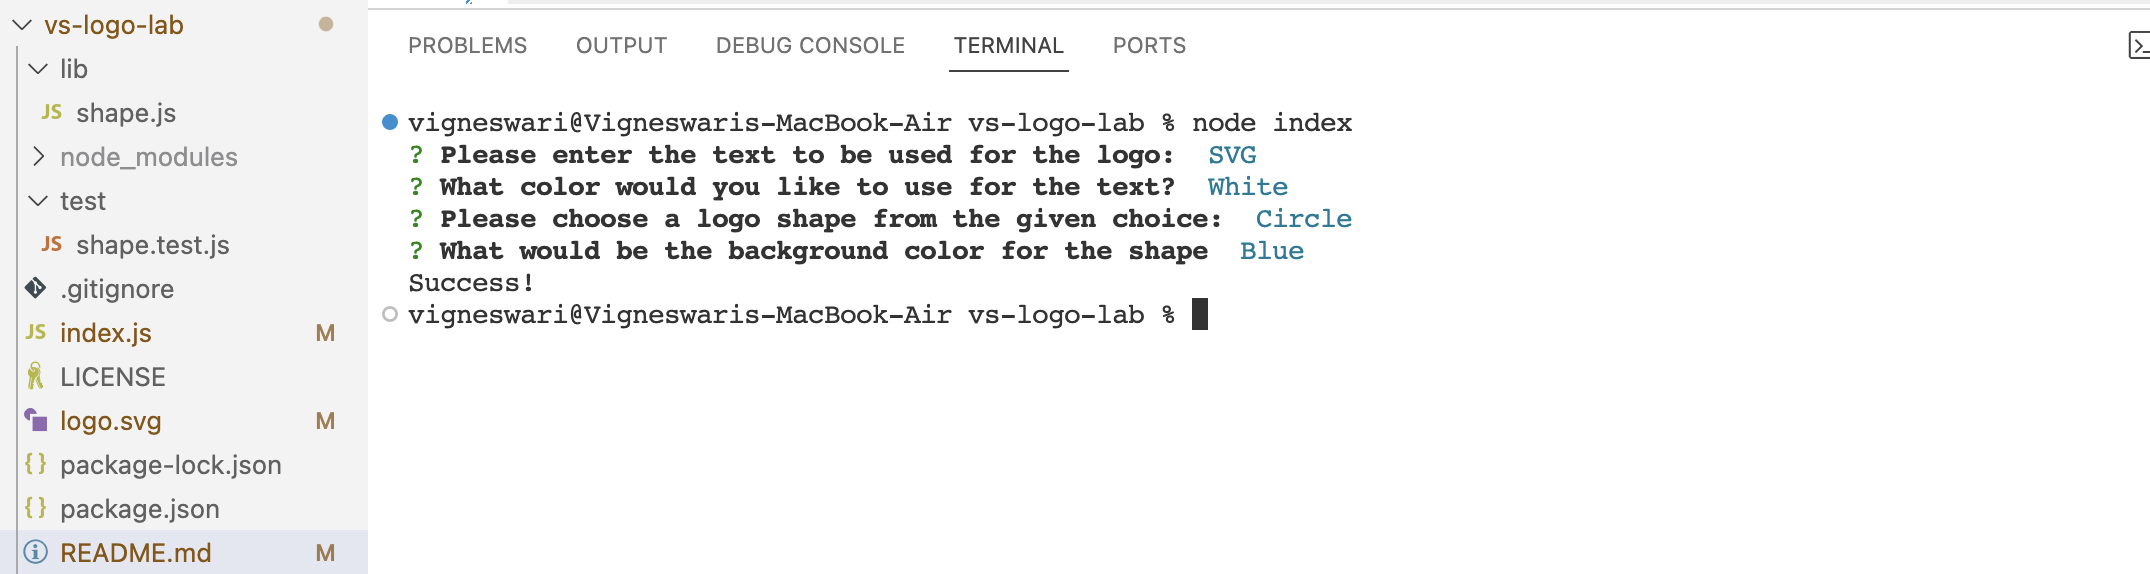 vs-logo-lab
lib
JS shape.js
node_modules
test
JS shape.test.js
.gitignore
JS index.js M
LICENSE
logo.svg M
{} package-lock.json
{} package.json
README.md M
PROBLEMS OUTPUT DEBUG CONSOLE TERMINAL PORTS
vigneswari@Vigneswaris-MacBook-Air vs-logo-lab % node index
? Please enter the text to be used for the logo: SVG
? What color would you like to use for the text? White
? Please choose a logo shape from the given choice: Circle
? What would be the background color for the shape Blue
Success!
vigneswari@Vigneswaris-MacBook-Air vs-logo-lab %